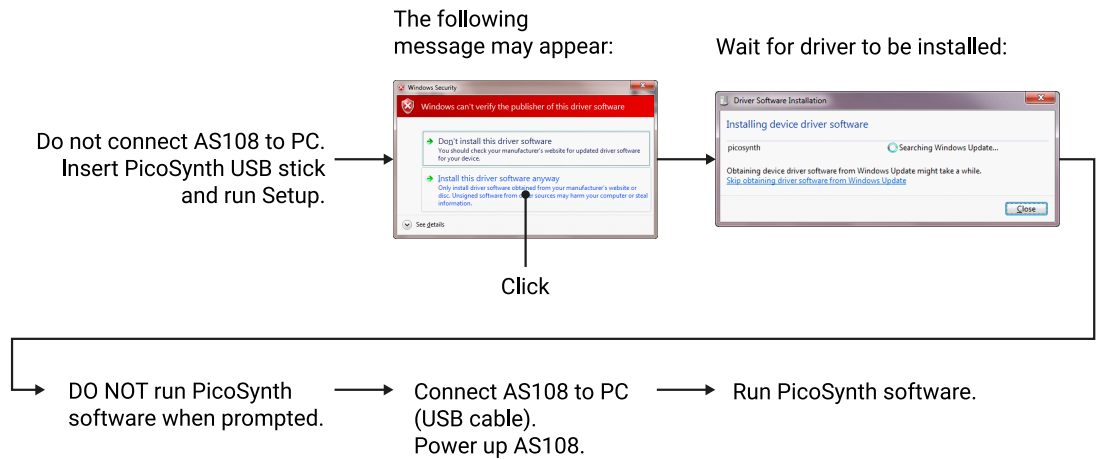 The following
message may appear:
Wait for driver to be installed:
Do not connect AS108 to PC.
Insert PicoSynth USB stick
and run Setup.
Windows Security
Windows can't verify the publisher of this driver software
Don't install this driver software
You should check your manufacturer's website for updated driver software
for your device.
Install this driver software anyway
Only install driver software obtained from your manufacturer's website or
disc. Unsigned software from other sources may harm your computer or steal
information.
See details
Driver Software Installation
Installing device driver software
picosynth
Searching Windows Update...
Obtaining device driver software from Windows Update might take a while.
Skip obtaining driver software from Windows Update
Close
Click
DO NOT run PicoSynth
software when prompted.
Connect AS108 to PC
(USB cable).
Power up AS108.
Run PicoSynth software.